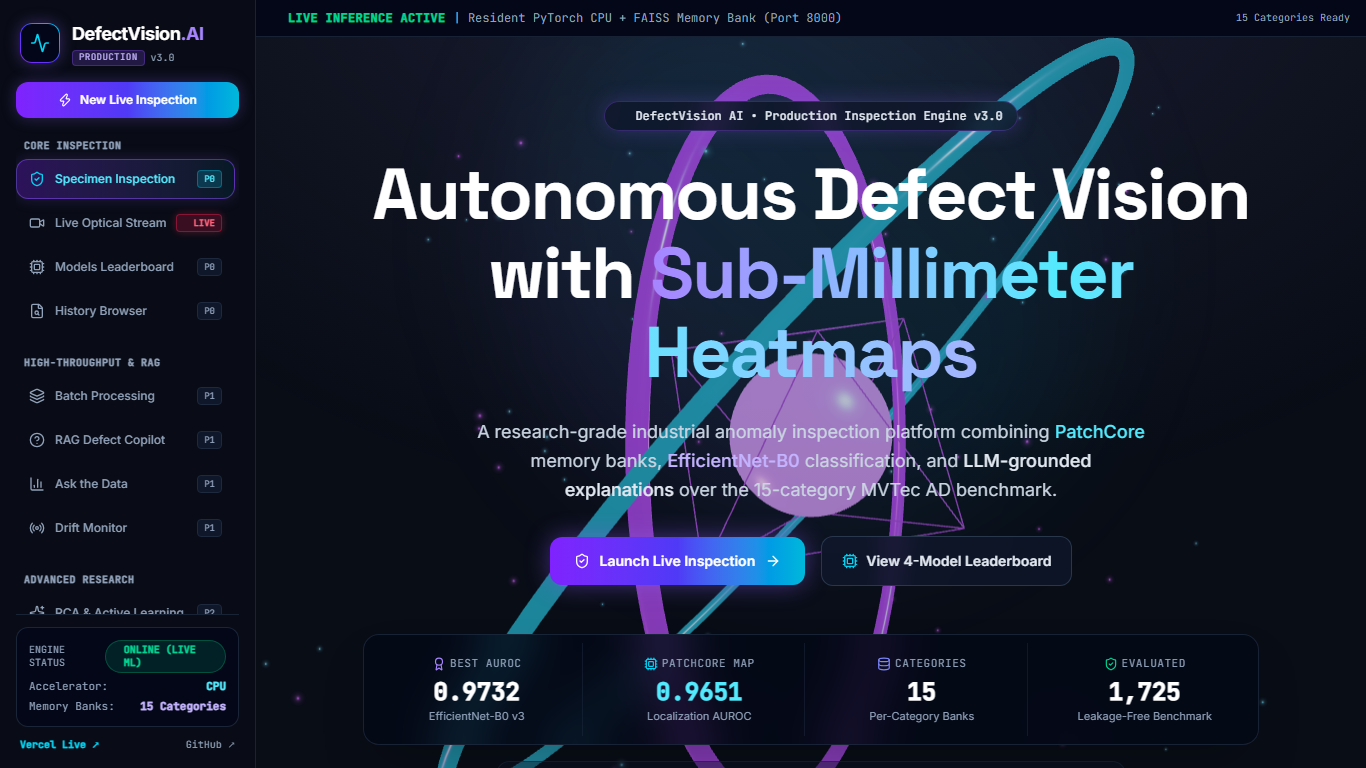 DefectVision.AI
PRODUCTION v3.0
New Live Inspection
CORE INSPECTION
Specimen Inspection P0
Live Optical Stream LIVE
Models Leaderboard P0
History Browser P0
HIGH-THROUGHPUT & RAG
Batch Processing P1
RAG Defect Copilot P1
Ask the Data P1
Drift Monitor P1
ADVANCED RESEARCH
PCA & Active Learning P2
ENGINE STATUS
ONLINE (LIVE ML)
Accelerator: CPU
Memory Banks: 15 Categories
Vercel Live ↗ GitHub ↗
LIVE INFERENCE ACTIVE | Resident PyTorch CPU + FAISS Memory Bank (Port 8000)
15 Categories Ready
DefectVision AI • Production Inspection Engine v3.0
Autonomous Defect Vision
with Sub-Millimeter
Heatmaps
A research-grade industrial anomaly inspection platform combining PatchCore
memory banks, EfficientNet-B0 classification, and LLM-grounded
explanations over the 15-category MVTec AD benchmark.
Launch Live Inspection →
View 4-Model Leaderboard
BEST AUROC
0.9732
EfficientNet-B0 v3
PATCHCORE MAP
0.9651
Localization AUROC
CATEGORIES
15
Per-Category Banks
EVALUATED
1,725
Leakage-Free Benchmark